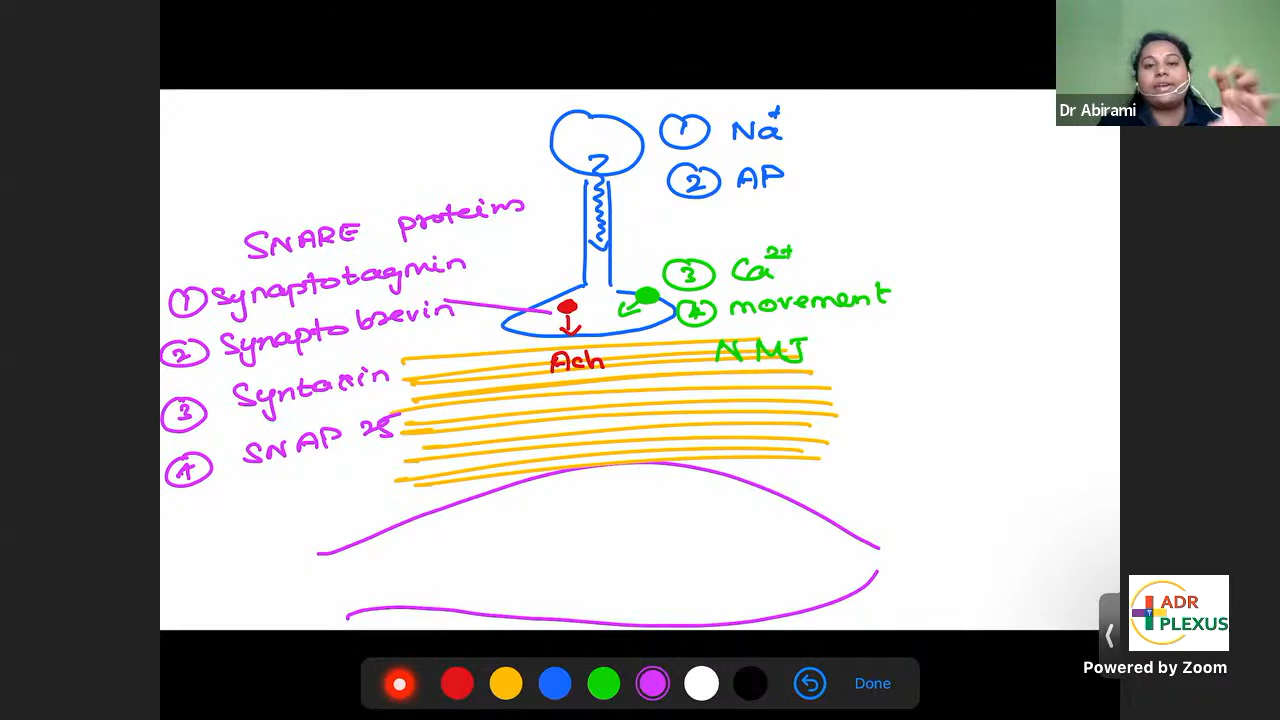 Dr Abirami
① Na+
② AP
SNARE proteins
① Synaptotagmin
② Synaptobrevin
③ Syntaxin
④ SNAP 25
③ Ca2+
④ movement
NMJ
Ach
ADR
PLEXUS
Powered by Zoom
Done